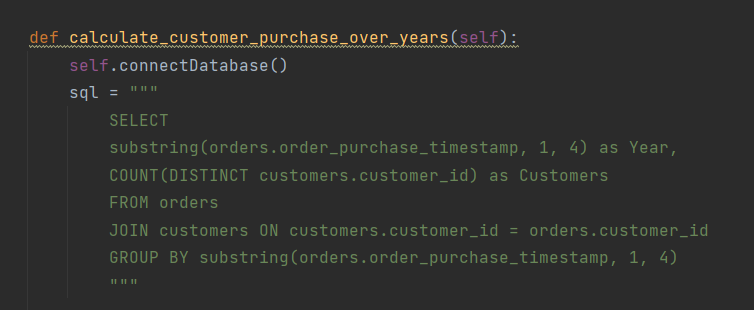 def calculate_customer_purchase_over_years(self):
self.connectDatabase()
sql = """
SELECT
substring(orders.order_purchase_timestamp, 1, 4) as Year,
COUNT(DISTINCT customers.customer_id) as Customers
FROM orders
JOIN customers ON customers.customer_id = orders.customer_id
GROUP BY substring(orders.order_purchase_timestamp, 1, 4)
"""